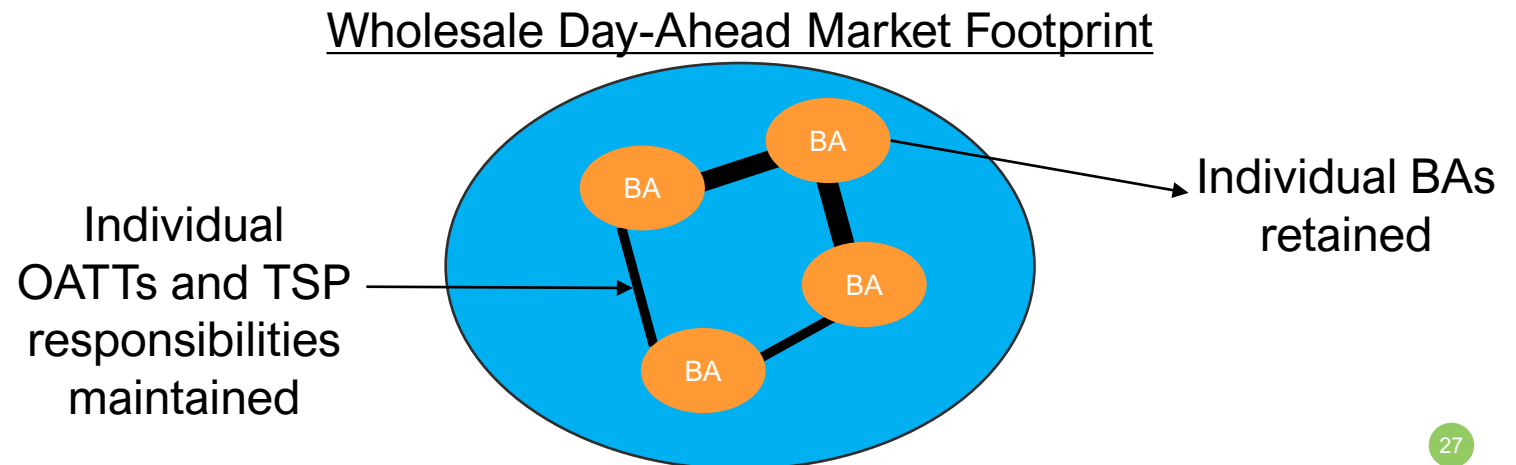 Wholesale Day-Ahead Market Footprint
BA
BA
Individual BAs
retained
Individual
OATTs and TSP
responsibilities
maintained
BA
BA
27